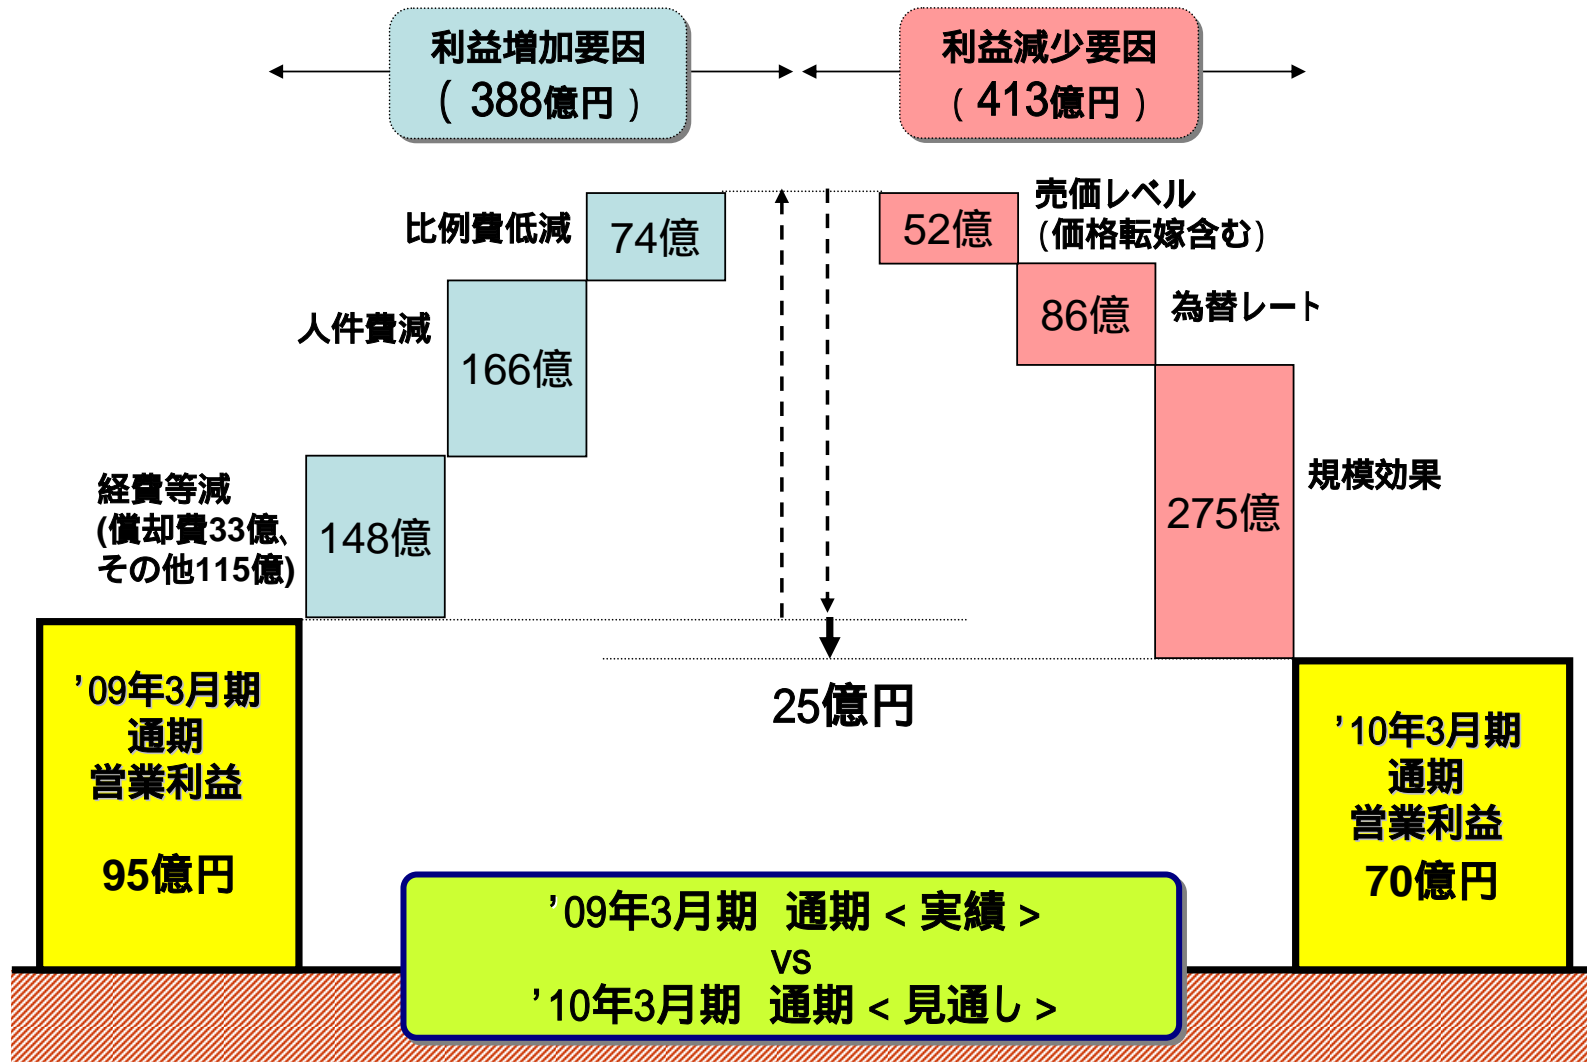 利益増加要因
( 388億円 )
利益減少要因
( 413億円 )
比例費低減
74億
人件費減
166億
経費等減
(償却費33億、
その他115億)
148億
52億
売価レベル
(価格転嫁含む)
86億
為替レート
275億
規模効果
25億円
’09年3月期
通期
営業利益
95億円
’10年3月期
通期
営業利益
70億円
’09年3月期　通期 < 実績 >
VS
’10年3月期　通期 < 見通し >